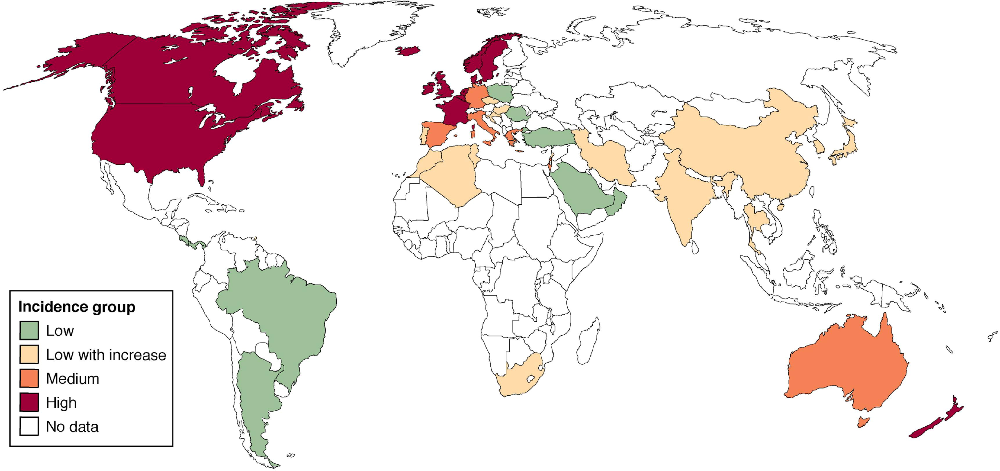 Incidence group
Low
Low with increase
Medium
High
No data